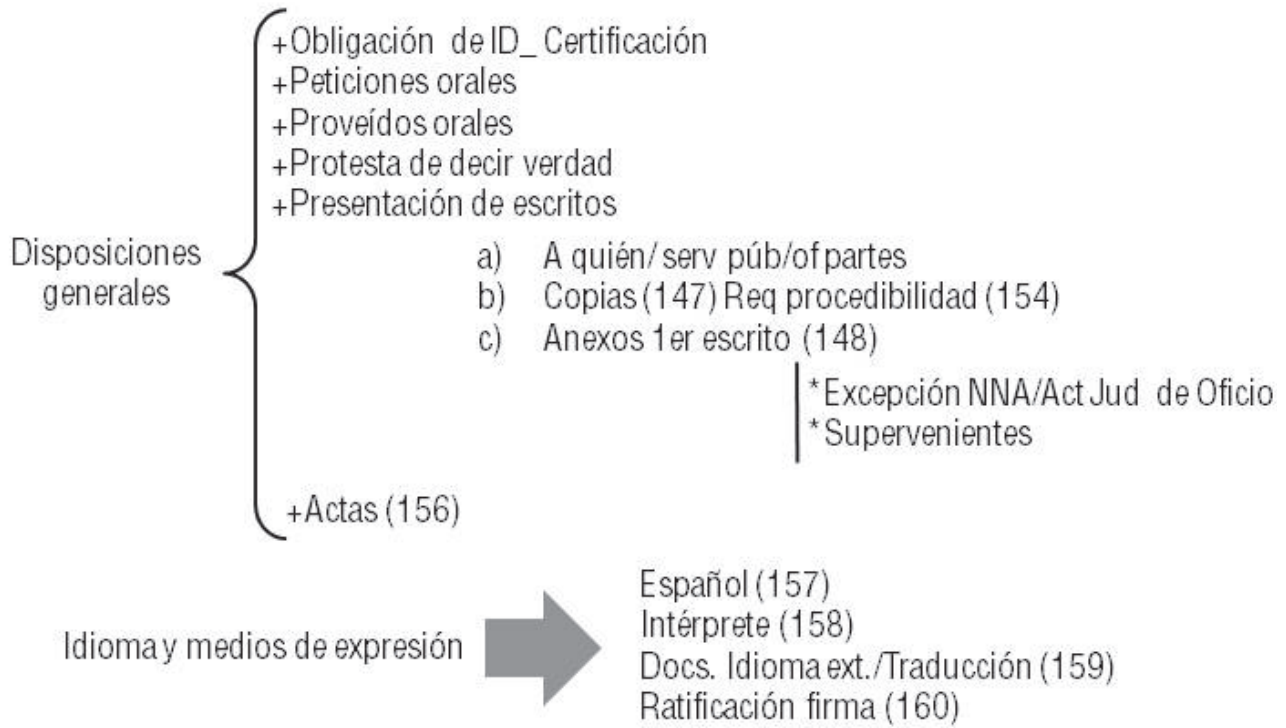 +Obligación de ID_ Certificación
+Peticiones orales
+Proveídos orales
+Protesta de decir verdad
+Presentación de escritos
Disposiciones
generales
a) A quién/ serv púb/of partes
b) Copias (147) Req procedibilidad (154)
c) Anexos 1er escrito (148)
*Excepción NNA/Act Jud de Oficio
*Supervenientes
+Actas (156)
Idioma y medios de expresión
Español (157)
Intérprete (158)
Docs. Idioma ext./Traducción (159)
Ratificación firma (160)